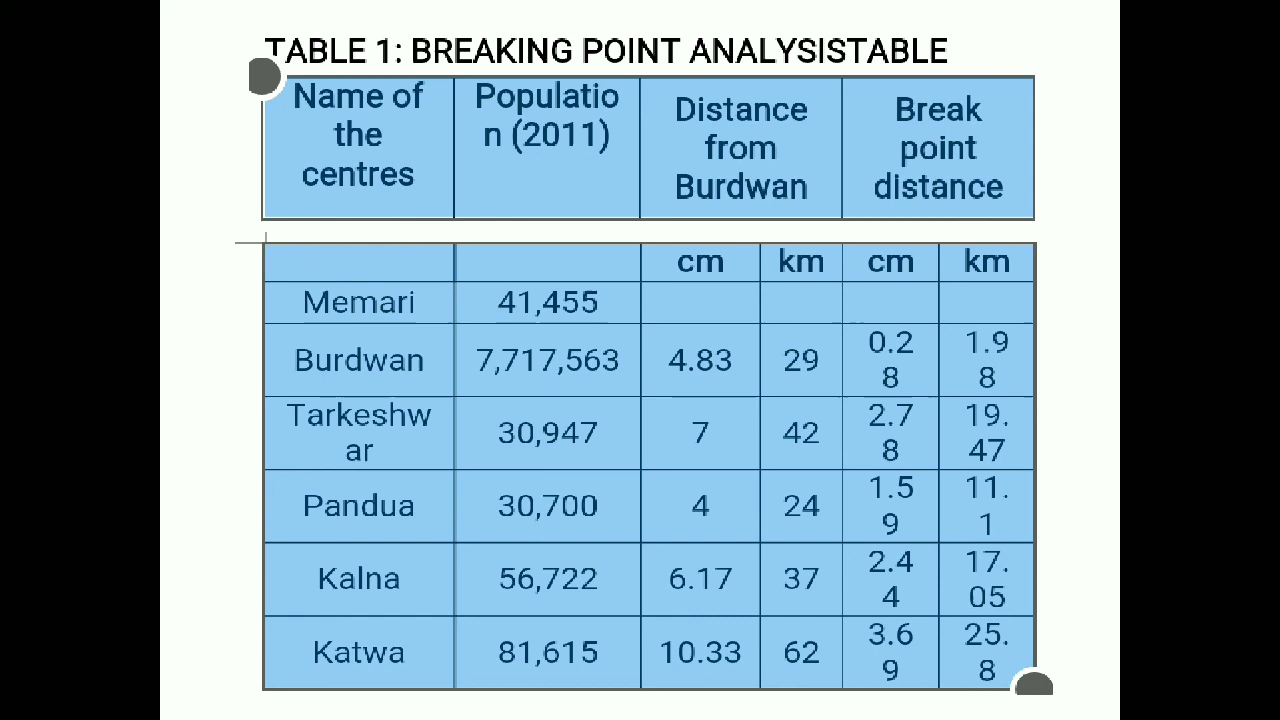 TABLE 1: BREAKING POINT ANALYSISTABLE
Name of
the
centres
Populatio
n (2011)
Distance
from
Burdwan
Break
point
distance
cm km cm km
Memari 41,455
Burdwan 7,717,563 4.83 29 0.2
8 1.9
8
Tarkeshw
ar 30,947 7 42 2.7
8 19.
47
Pandua 30,700 4 24 1.5
9 11.
1
Kalna 56,722 6.17 37 2.4
4 17.
05
Katwa 81,615 10.33 62 3.6
9 25.
8